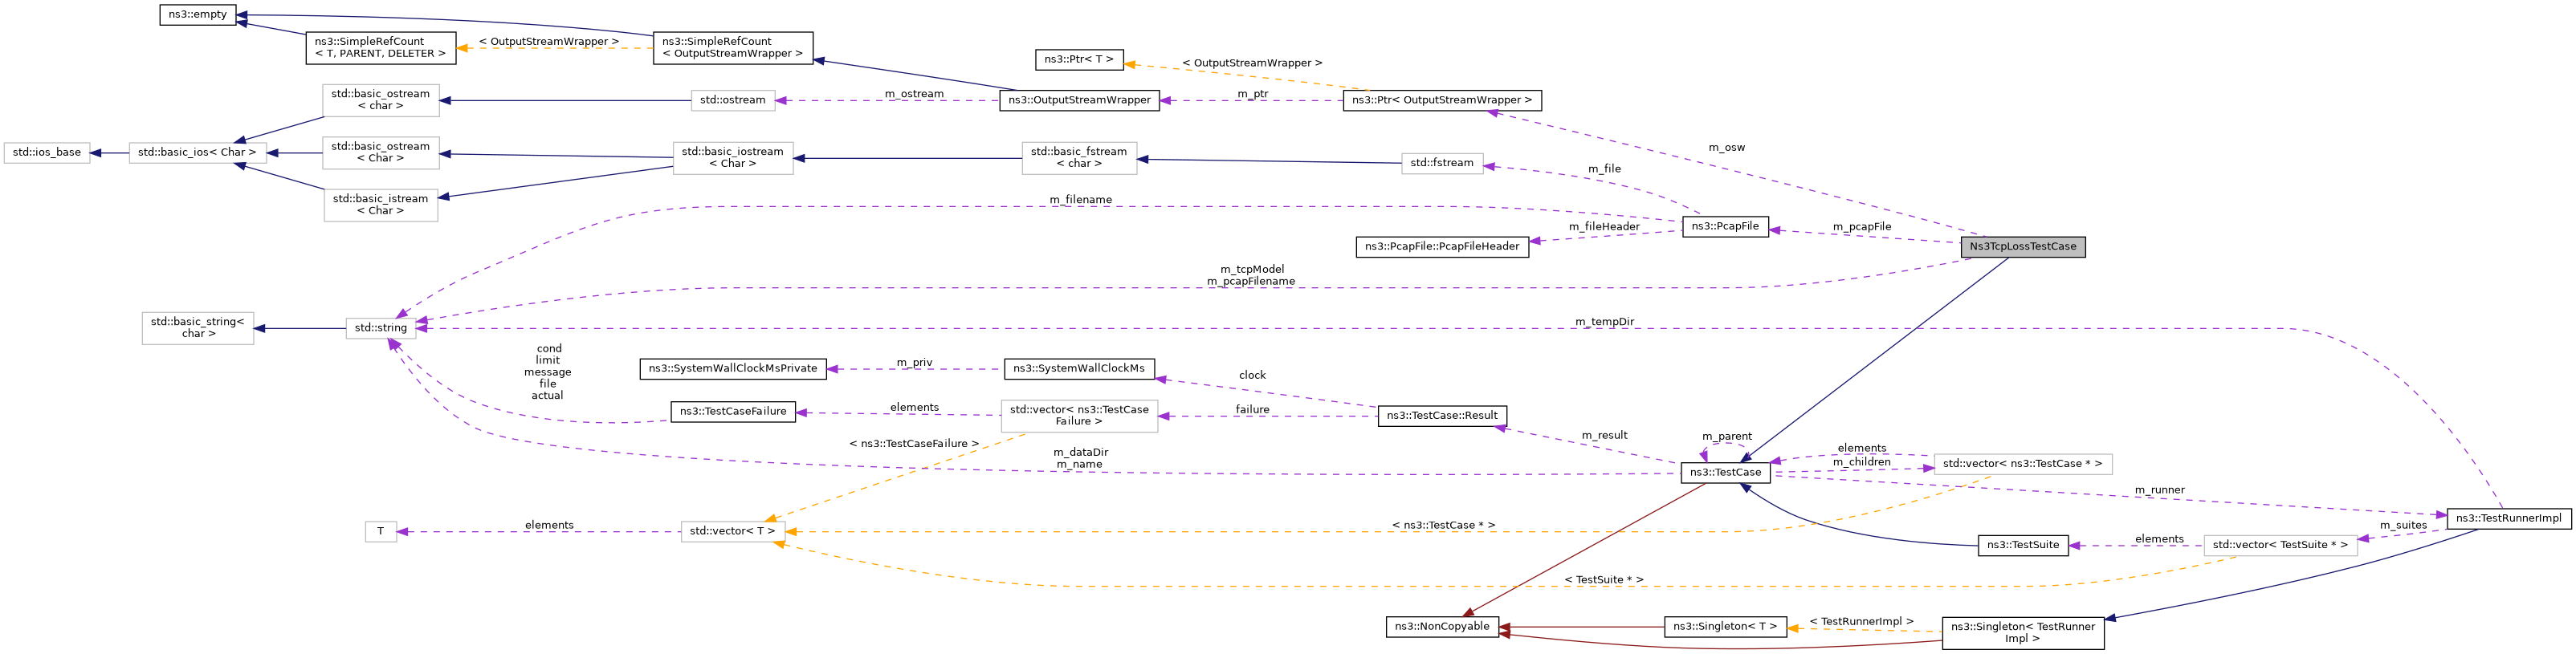 ns3::empty
ns3::SimpleRefCount
< T, PARENT, DELETER >
< OutputStreamWrapper >
ns3::SimpleRefCount
< OutputStreamWrapper >
ns3::Ptr< T >
< OutputStreamWrapper >
std::basic_ostream
< char >
std::ostream
m_ostream
ns3::OutputStreamWrapper
m_ptr
ns3::Ptr< OutputStreamWrapper >
m_osw
std::ios_base
std::basic_ios< Char >
std::basic_ostream
< Char >
std::basic_iostream
< Char >
std::basic_fstream
< char >
std::fstream
m_file
std::basic_istream
< Char >
m_filename
ns3::PcapFile
m_pcapFile
m_fileHeader
ns3::PcapFile::PcapFileHeader
Ns3TcpLossTestCase
m_tcpModel
m_pcapFilename
std::basic_string<
char >
std::string
m_tempDir
cond
limit
message
file
actual
ns3::SystemWallClockMsPrivate
m_priv
ns3::SystemWallClockMs
clock
ns3::TestCaseFailure
elements
std::vector< ns3::TestCase
Failure >
failure
ns3::TestCase::Result
m_result
< ns3::TestCaseFailure >
m_dataDir
m_name
m_parent
ns3::TestCase
elements
m_children
std::vector< ns3::TestCase * >
m_runner
T
elements
std::vector< T >
< ns3::TestCase * >
ns3::TestSuite
elements
std::vector< TestSuite * >
m_suites
ns3::TestRunnerImpl
< TestSuite * >
ns3::NonCopyable
ns3::Singleton< T >
< TestRunnerImpl >
ns3::Singleton< TestRunner
Impl >